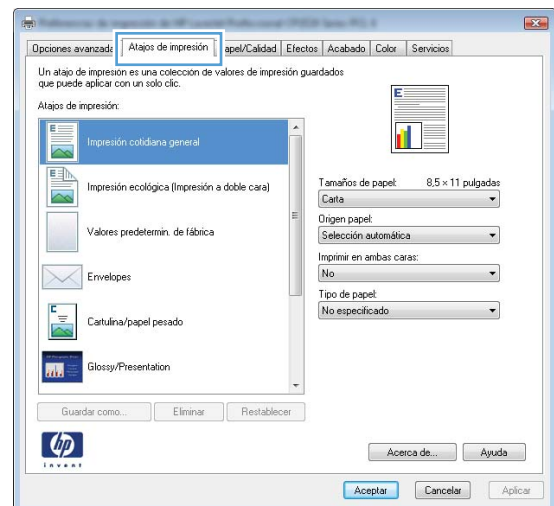 Opciones avanzada
Atajos de impresión
apel/Calidad
Efectos
Acabado
Color
Servicios
Un atajo de impresión es una colección de valores de impresión guardados
que puede aplicar con un solo clic.
Atajos de impresión:
Impresión cotidiana general
Impresión ecológica (Impresión a doble cara)
Valores predetermin. de fábrica
Envelopes
Cartulina/papel pesado
Glossy/Presentation
Guardar como...
Eliminar
Restablecer
E
Tamaños de papel: 8,5 × 11 pulgadas
Carta
Origen papel:
Selección automática
Imprimir en ambas caras:
No
Tipo de papel:
No especificado
hp
invent
Acerca de...
Ayuda
Aceptar
Cancelar
Aplicar